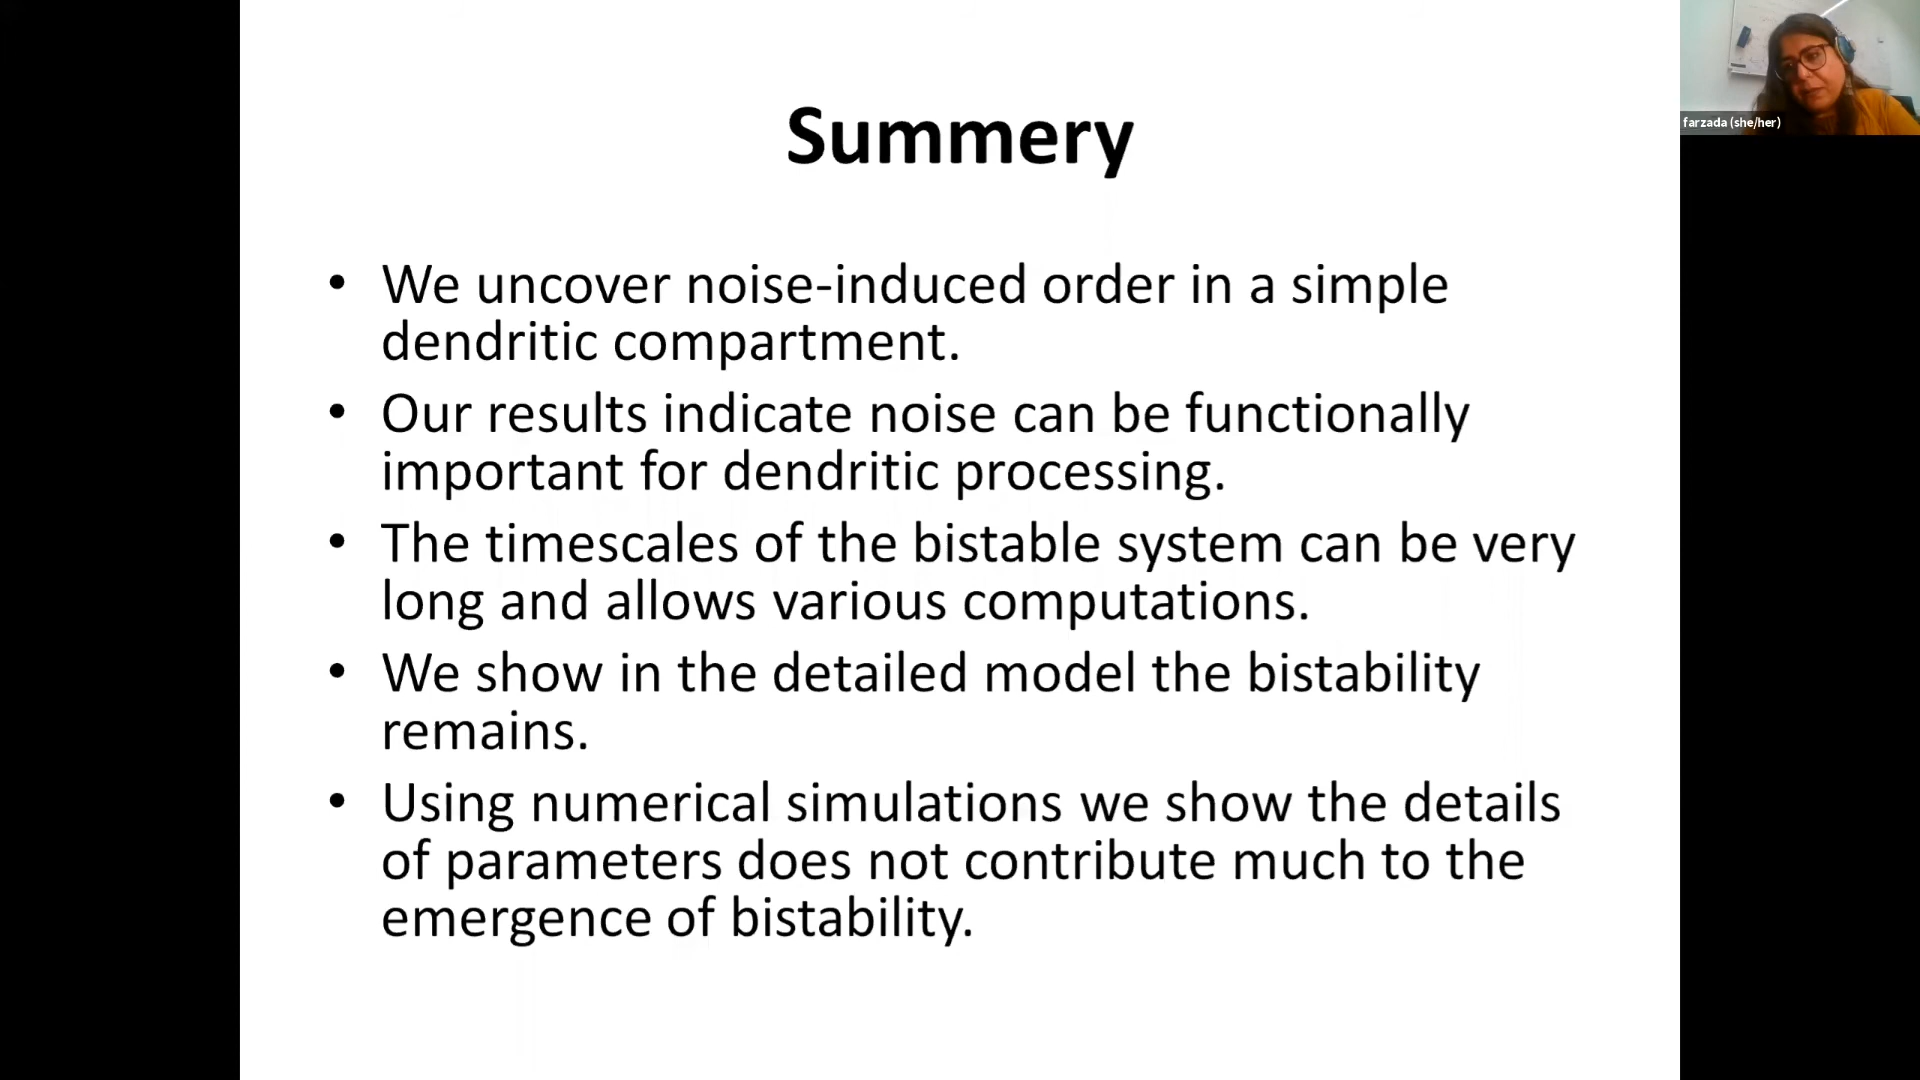 Summery
farzada (she/her)
• We uncover noise-induced order in a simple
dendritic compartment.
• Our results indicate noise can be functionally
important for dendritic processing.
• The timescales of the bistable system can be very
long and allows various computations.
• We show in the detailed model the bistability
remains.
• Using numerical simulations we show the details
of parameters does not contribute much to the
emergence of bistability.